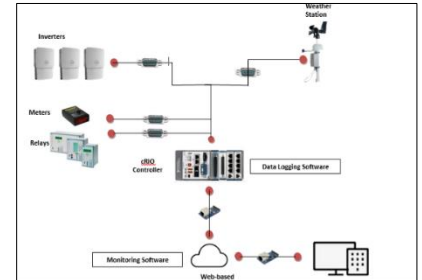 Weather
Station
Inverters
Meters
Relays
cRIO
Controller
Data Logging Software
Monitoring Software
Web-based